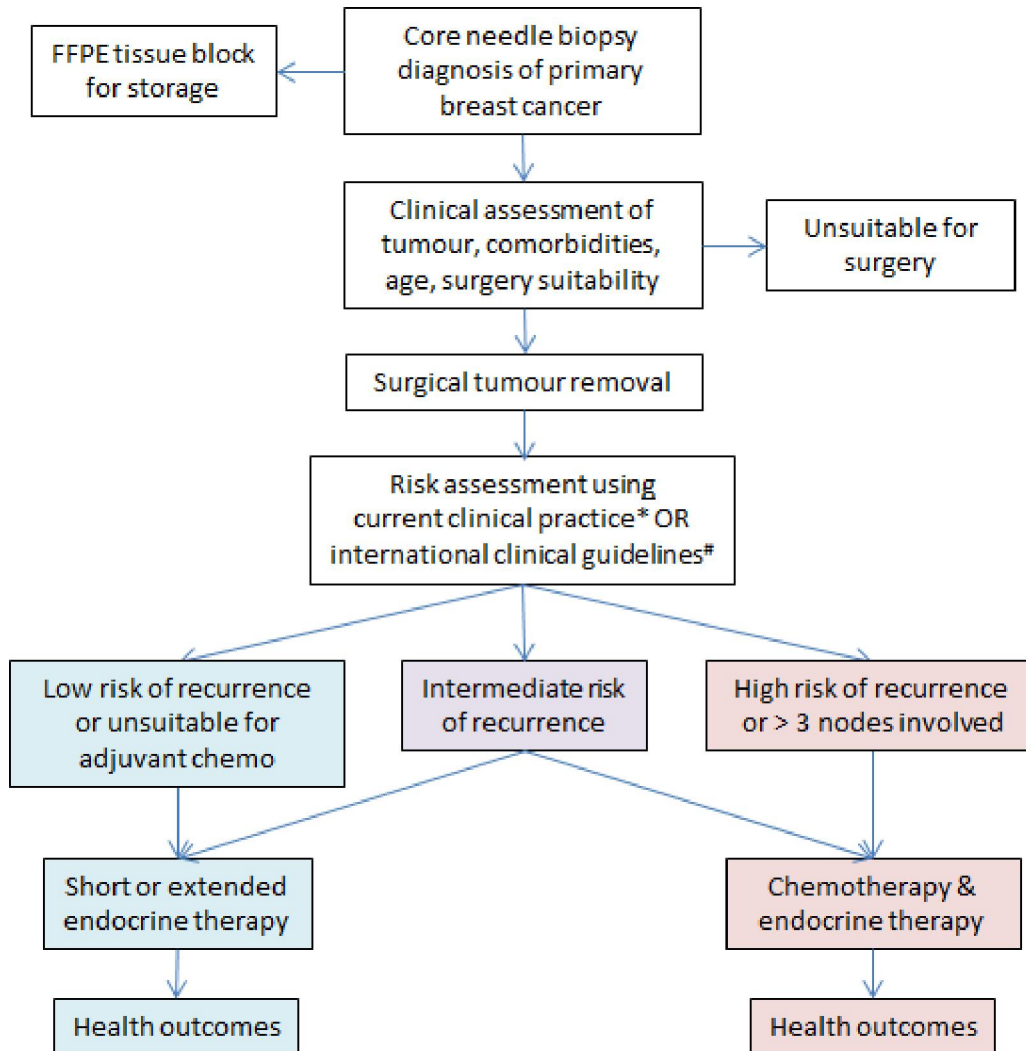 FFPE tissue block
for storage
Core needle biopsy
diagnosis of primary
breast cancer
Clinical assessment of
tumour, comorbidities,
age, surgery suitability
Unsuitable for
surgery
Surgical tumour removal
Risk assessment using
current clinical practice* OR
international clinical guidelines#
Low risk of recurrence
or unsuitable for
adjuvant chemo
Intermediate risk
of recurrence
High risk of recurrence
or > 3 nodes involved
Short or extended
endocrine therapy
Chemotherapy &
endocrine therapy
Health outcomes
Health outcomes